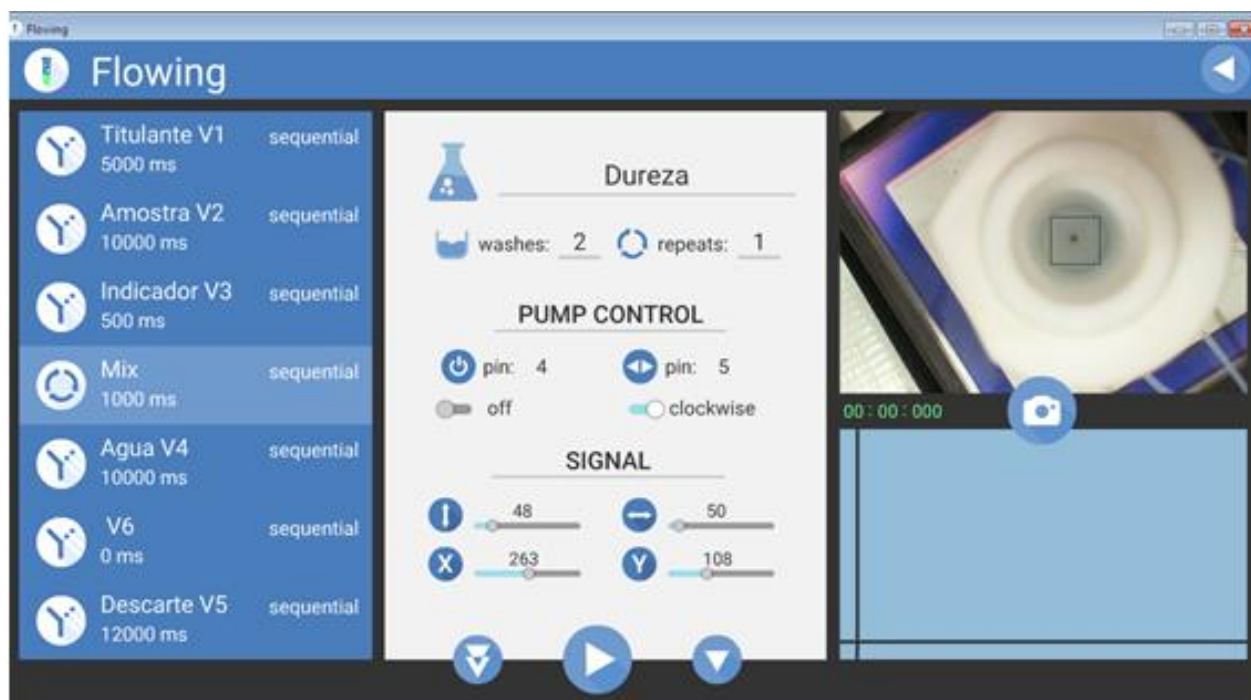 Flowing
Flowing
Titulante V1 sequential
5000 ms
Amostra V2 sequential
10000 ms
Indicador V3 sequential
500 ms
Mix sequential
1000 ms
Agua V4 sequential
10000 ms
V6 sequential
0 ms
Descarte V5 sequential
12000 ms
Dureza
washes: 2 repeats: 1
PUMP CONTROL
pin: 4 pin: 5
off clockwise
SIGNAL
48 50
X 263 Y 108
00:00:000